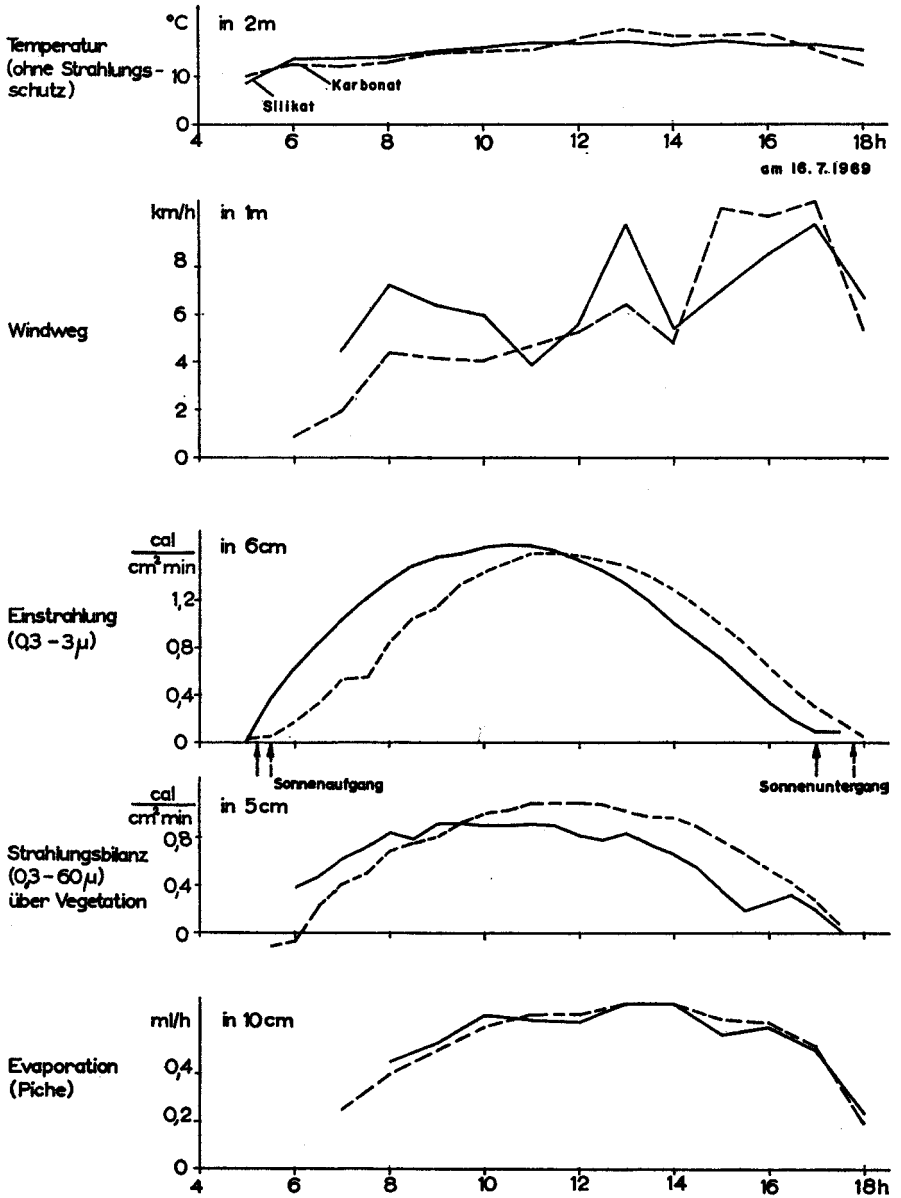 °C
in 2m
Temperatur
(ohne Strahlungs-
schutz)
10
Karbonat
Silikat
0
4 6 8 10 12 14 16 18h
am 16.7.1969
km/h
in 1m
8
6
Windweg
4
2
0
cal
cm² min
in 6cm
1,2
Einstrahlung
(0,3 – 3μ)
0,8
0,4
0
Sonnenaufgang
Sonnenuntergang
cal
cm² min
in 5cm
0,8
Strahlungsbilanz
(0,3 – 60μ)
über Vegetation
0,4
0
ml/h
in 10cm
Evaporation
(Piche)
0,4
0,2
0
4 6 8 10 12 14 16 18h